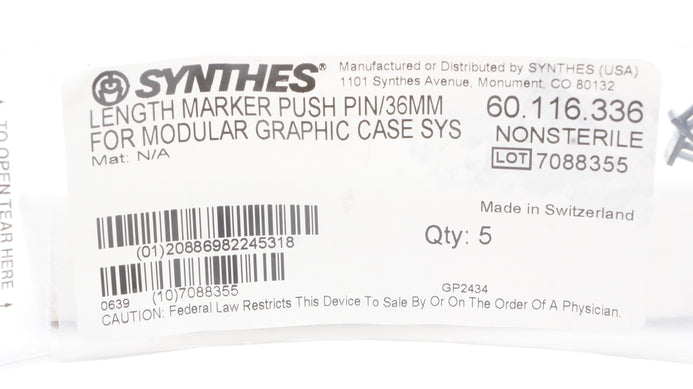 SYNTHES®
Manufactured or Distributed by SYNTHES (USA)
1101 Synthes Avenue, Monument, CO 80132
LENGTH MARKER PUSH PIN/36MM
FOR MODULAR GRAPHIC CASE SYS
Mat: N/A
60.116.336
NONSTERILE
LOT 7088355
Made in Switzerland
Qty: 5
(01)20886982245318
(10)7088355
0639
GP2434
CAUTION: Federal Law Restricts This Device To Sale By Or On The Order Of A Physician.
TO OPEN TEAR HERE